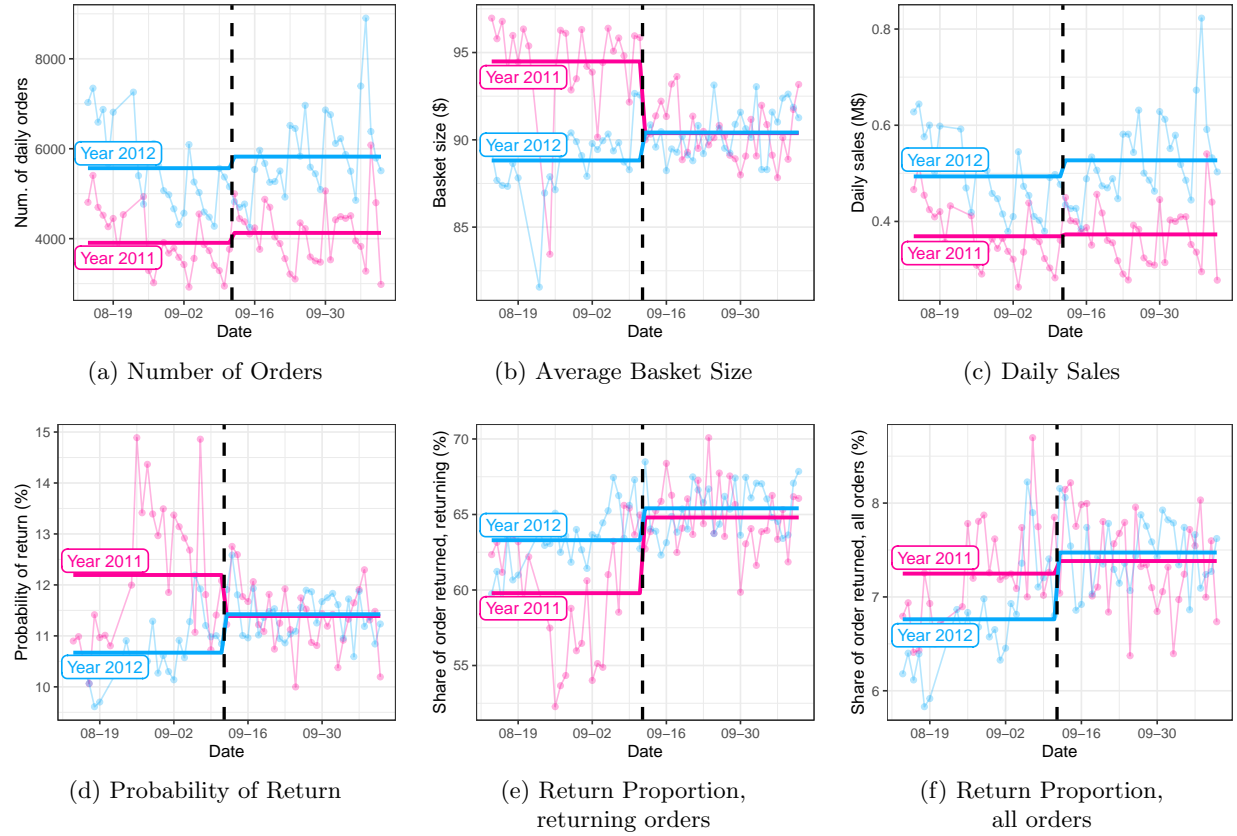 Num. of daily orders
8000
6000
4000
Year 2012
Year 2011
08–19
09–02
09–16
09–30
Date
(a) Number of Orders
Basket size ($)
95
90
85
Year 2011
Year 2012
08–19
09–02
09–16
09–30
Date
(b) Average Basket Size
Daily sales (M$)
0.8
0.6
0.4
Year 2012
Year 2011
08–19
09–02
09–16
09–30
Date
(c) Daily Sales
Probability of return (%)
15
14
13
12
11
10
Year 2011
Year 2012
08–19
09–02
09–16
09–30
Date
(d) Probability of Return
Share of order returned, returning (%)
70
65
60
55
Year 2012
Year 2011
08–19
09–02
09–16
09–30
Date
(e) Return Proportion,
returning orders
Share of order returned, all orders (%)
8
7
6
Year 2011
Year 2012
08–19
09–02
09–16
09–30
Date
(f) Return Proportion,
all orders